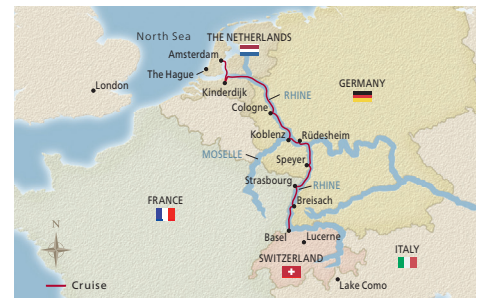 North Sea
THE NETHERLANDS
Amsterdam
The Hague
Kinderdijk
London
GERMANY
RHINE
Cologne
Koblenz
Rüdesheim
MOSELLE
Speyer
Strasbourg
RHINE
FRANCE
Breisach
N
Basel
Lucerne
ITALY
SWITZERLAND
Cruise
Lake Como